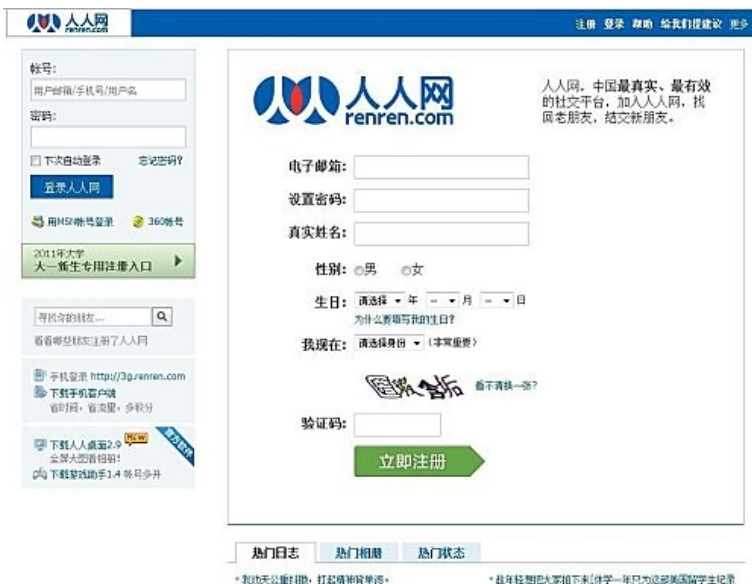 人人网
renren.com
注册 登录 帮助 给我们提建议 更多
帐号:
用户邮箱/手机号/用户名
密码:
下次自动登录 忘记密码?
登录人人网
用MSN帐号登录 360帐号
2011年大学
大一新生专用注册入口
寻找你的朋友...
看看哪些朋友注册了人人网
手机登录 http://3g.renren.com
下载手机客户端
省时间,省流量,多积分
下载人人桌面2.9 New
官方软件
全屏大图看相册!
下载游戏助手1.4 帐号多开
人人网
renren.com
人人网,中国最真实、最有效
的社交平台,加入人人网,找
回老朋友,结交新朋友。
电子邮箱:
设置密码:
真实姓名:
性别: 男 女
生日: 请选择 年 -- 月 -- 日
为什么要填写我的生日?
我现在: 请选择身份 (非常重要)
看不清换一张?
验证码:
立即注册
热门日志 热门相册 热门状态